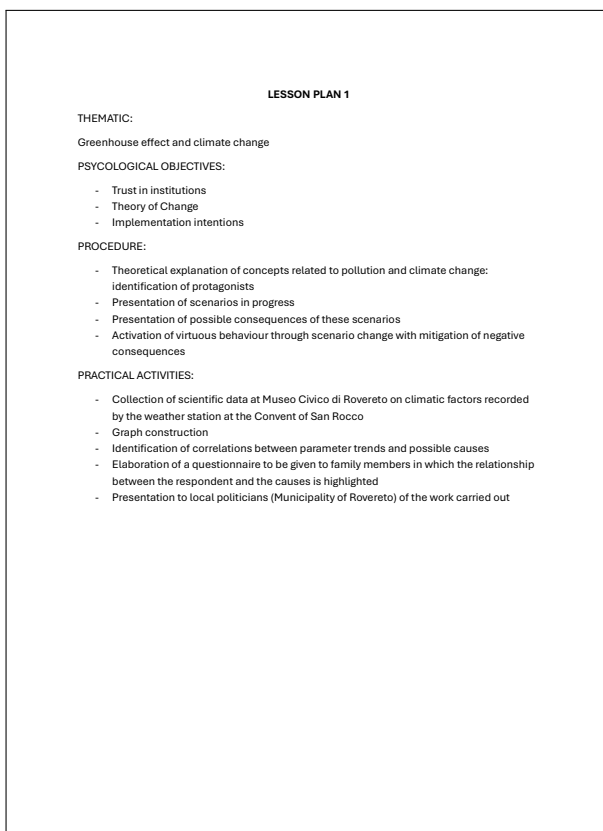 LESSON PLAN 1
THEMATIC:
Greenhouse effect and climate change
PSYCOLOGICAL OBJECTIVES:
- Trust in institutions
- Theory of Change
- Implementation intentions
PROCEDURE:
- Theoretical explanation of concepts related to pollution and climate change:
identification of protagonists
- Presentation of scenarios in progress
- Presentation of possible consequences of these scenarios
- Activation of virtuous behaviour through scenario change with mitigation of negative
consequences
PRACTICAL ACTIVITIES:
- Collection of scientific data at Museo Civico di Rovereto on climatic factors recorded
by the weather station at the Convent of San Rocco
- Graph construction
- Identification of correlations between parameter trends and possible causes
- Elaboration of a questionnaire to be given to family members in which the relationship
between the respondent and the causes is highlighted
- Presentation to local politicians (Municipality of Rovereto) of the work carried out